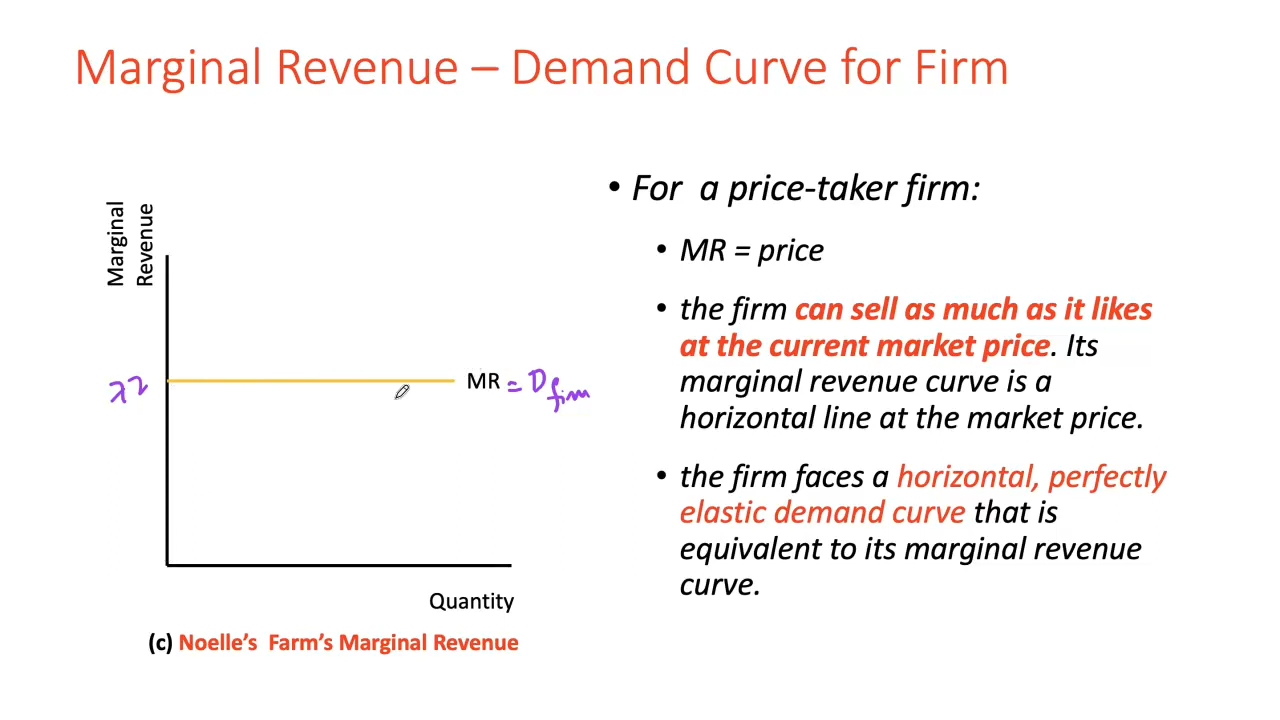 Marginal Revenue – Demand Curve for Firm
• For a price-taker firm:
• MR = price
• the firm can sell as much as it likes
at the current market price. Its
marginal revenue curve is a
horizontal line at the market price.
• the firm faces a horizontal, perfectly
elastic demand curve that is
equivalent to its marginal revenue
curve.
Marginal
Revenue
MR = D firm
Quantity
(c) Noelle’s Farm’s Marginal Revenue